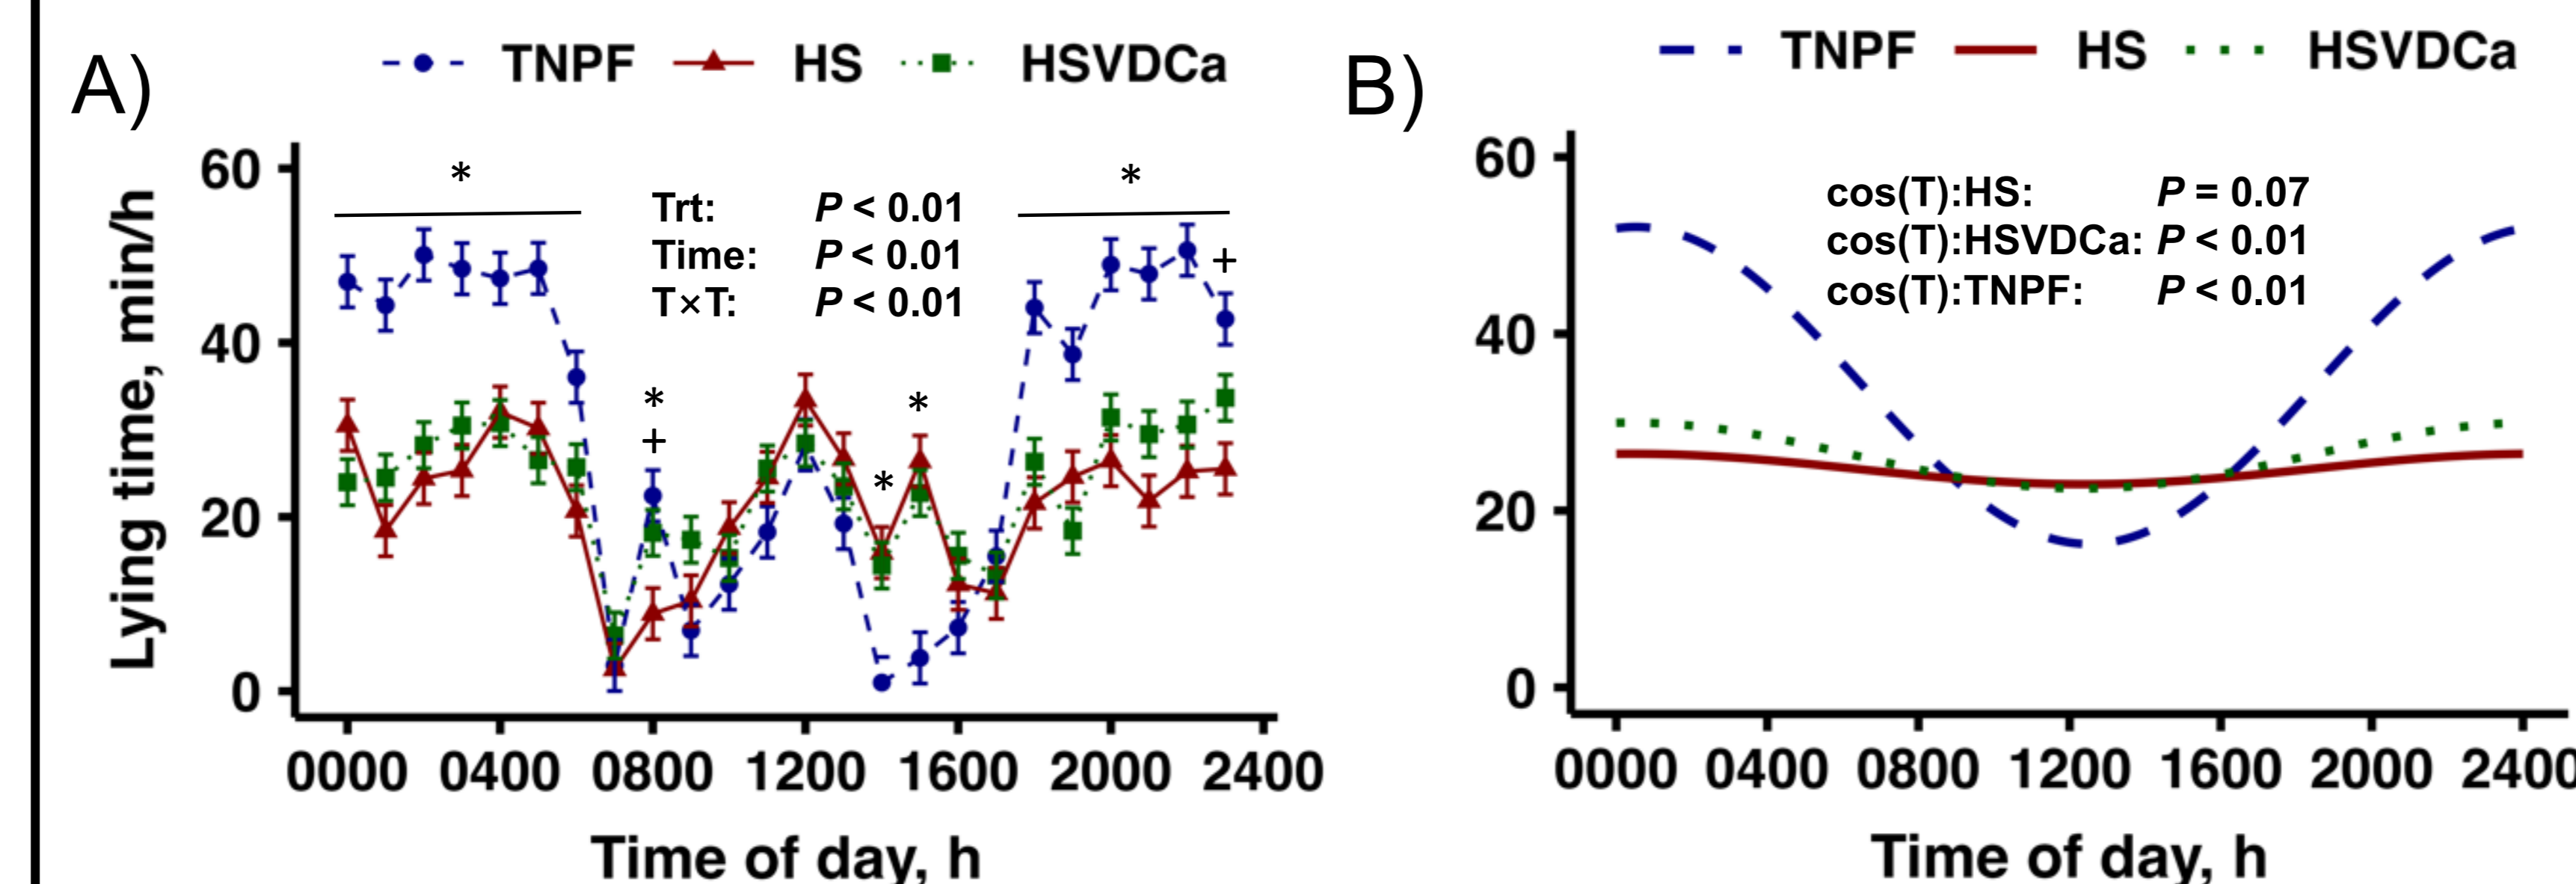 A)
TNPF HS HSVDCa
60
40
20
0
Lying time, min/h
*
*
Trt: P < 0.01
Time: P < 0.01
T×T: P < 0.01
+
*
+
*
*
0000 0400 0800 1200 1600 2000 2400
Time of day, h
B)
TNPF HS HSVDCa
60
40
20
0
cos(T):HS: P = 0.07
cos(T):HSVDCa: P < 0.01
cos(T):TNPF: P < 0.01
0000 0400 0800 1200 1600 2000 2400
Time of day, h